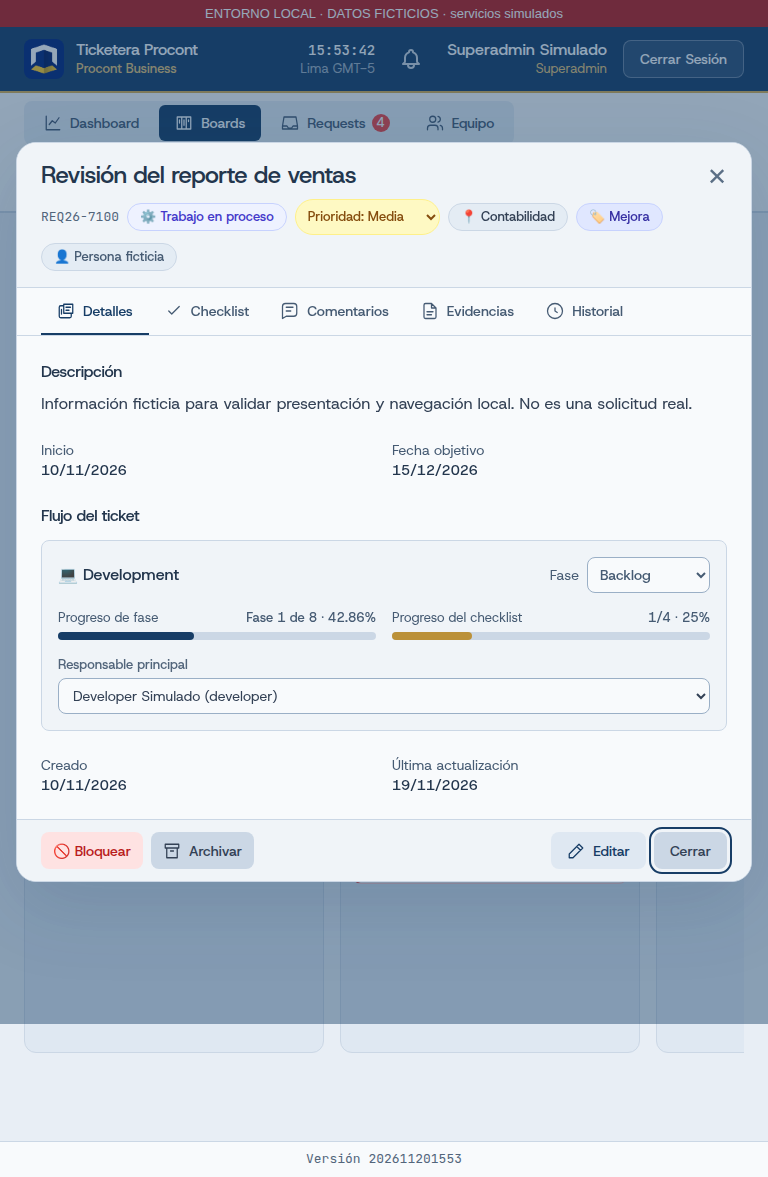 ENTORNO LOCAL · DATOS FICTICIOS · servicios simulados
Ticketera Procont
Procont Business
15:53:42
Lima GMT-5
Superadmin Simulado
Superadmin
Cerrar Sesión
Dashboard
Boards
Requests 4
Equipo
Revisión del reporte de ventas
REQ26-7100
Trabajo en proceso
Prioridad: Media
Contabilidad
Mejora
Persona ficticia
Detalles
Checklist
Comentarios
Evidencias
Historial
Descripción
Información ficticia para validar presentación y navegación local. No es una solicitud real.
Inicio
10/11/2026
Fecha objetivo
15/12/2026
Flujo del ticket
Development
Fase
Backlog
Progreso de fase
Fase 1 de 8 · 42.86%
Progreso del checklist
1/4 · 25%
Responsable principal
Developer Simulado (developer)
Creado
10/11/2026
Última actualización
19/11/2026
Bloquear
Archivar
Editar
Cerrar
Versión 202611201553